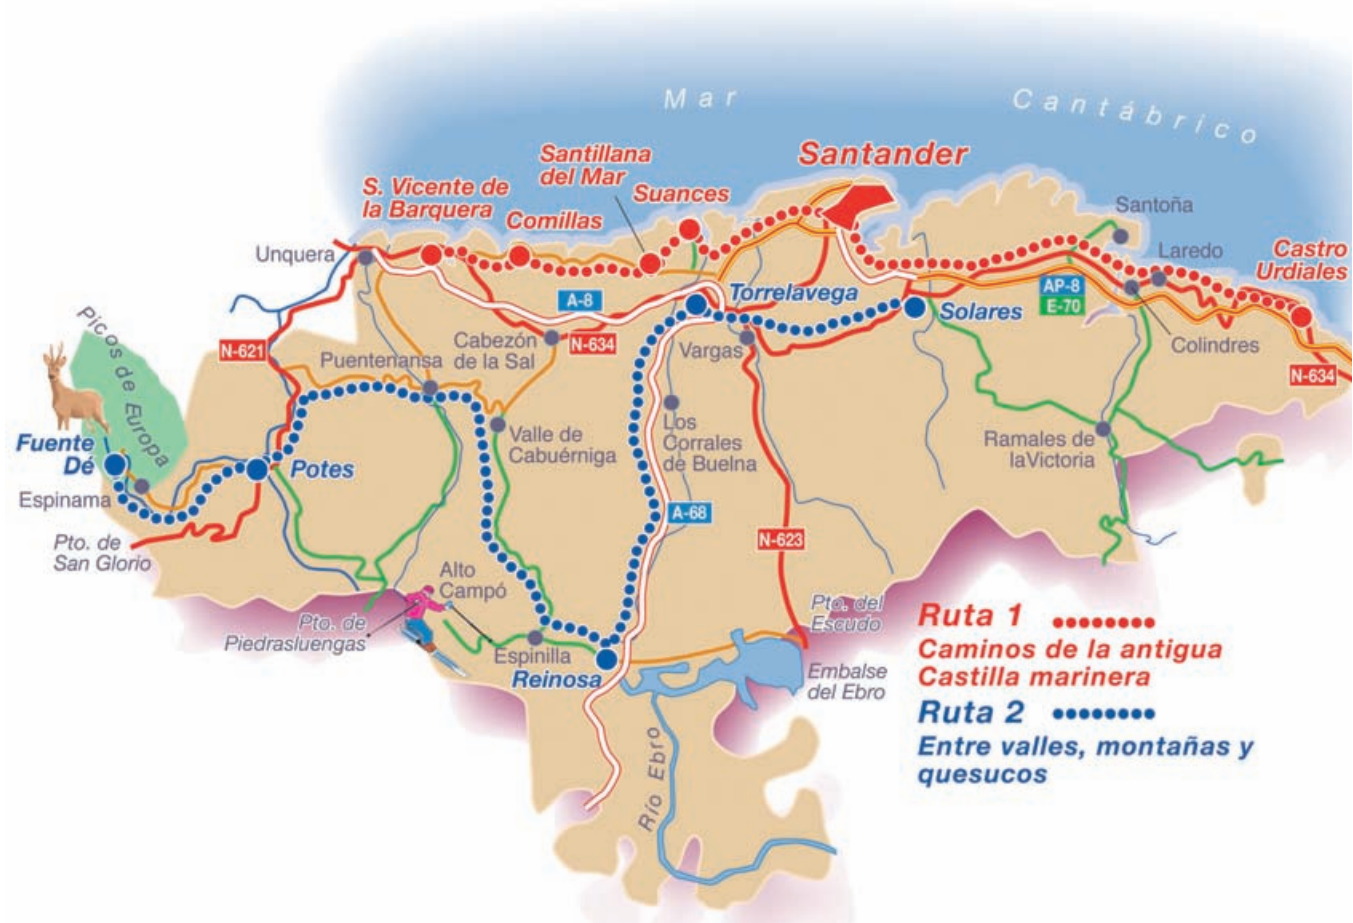 Mar
Cantábrico
Santander
Santillana
del Mar
Suances
S. Vicente de
la Barquera
Comillas
Santoña
Unquera
Laredo
Castro
Urdiales
A-8
Torrelavega
AP-8
E-70
Solares
Picos de Europa
N-621
Cabezón
de la Sal
N-634
Vargas
Colindres
Puentenansa
N-634
Fuente
Dé
Valle de
Cabuérniga
Los
Corrales
de Buelna
Ramales de
laVictoria
Potes
Espinama
A-68
Pto. de
San Glorio
N-623
Alto
Campó
Pto. de
Piedrasluengas
Pto. del
Escudo
Espinilla
Reinosa
Embalse
del Ebro
Río Ebro
Ruta 1
Caminos de la antigua
Castilla marinera
Ruta 2
Entre valles, montañas y
quesucos